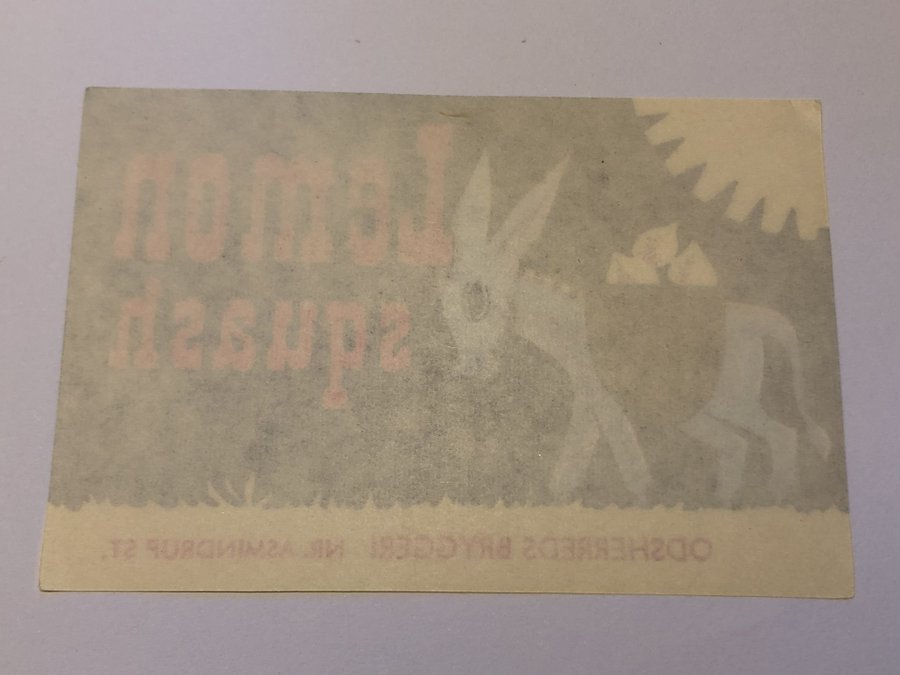 Lemon
squash
ODSHERREDS BRYGGERI NR. ASMINDRUP ST.